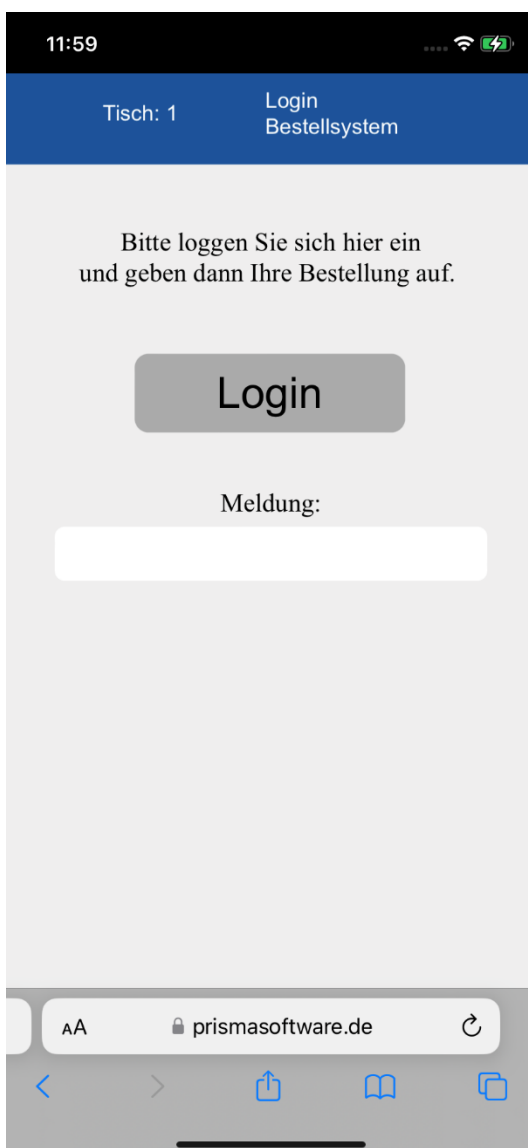 11:59
Tisch: 1
Login
Bestellsystem
Bitte loggen Sie sich hier ein
und geben dann Ihre Bestellung auf.
Login
Meldung:
AA prismasoftware.de